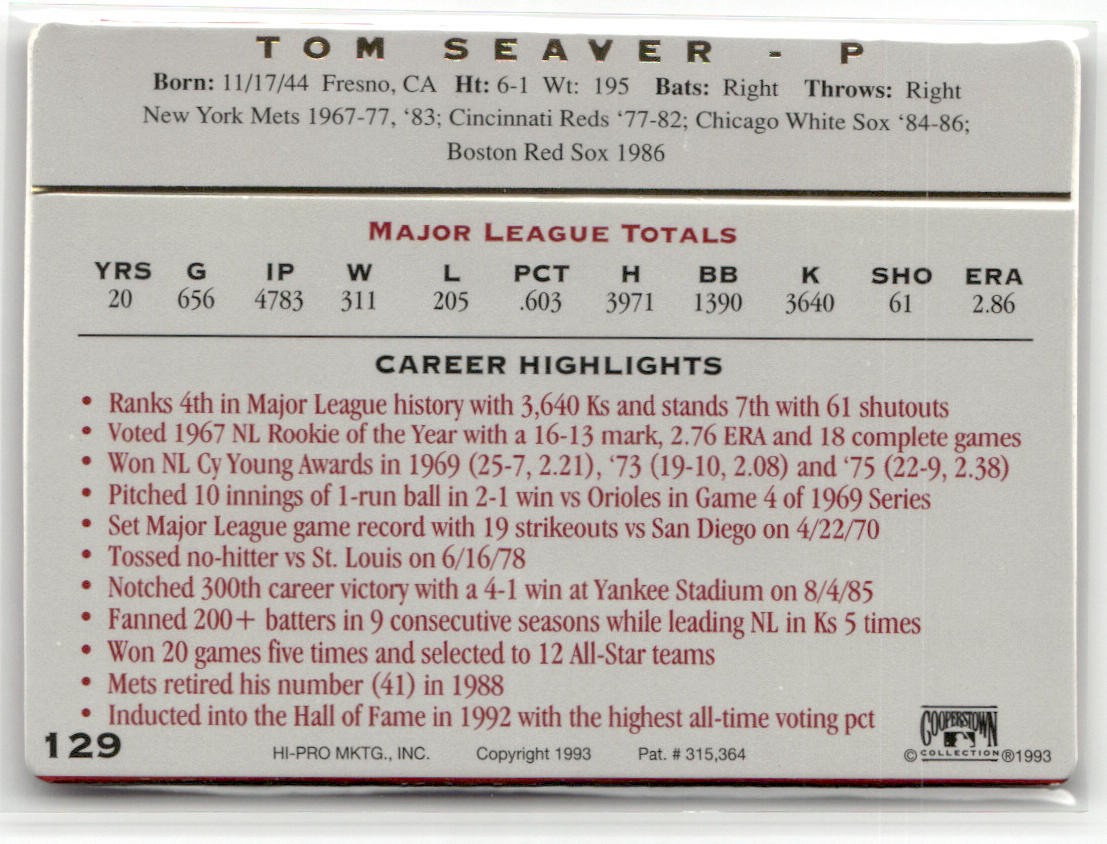 TOM SEAVER - P
Born: 11/17/44 Fresno, CA Ht: 6-1 Wt: 195 Bats: Right Throws: Right
New York Mets 1967-77, ‘83; Cincinnati Reds ‘77-82; Chicago White Sox ‘84-86;
Boston Red Sox 1986
MAJOR LEAGUE TOTALS
YRS G IP W L PCT H BB K SHO ERA
20 656 4783 311 205 .603 3971 1390 3640 61 2.86
CAREER HIGHLIGHTS
• Ranks 4th in Major League history with 3,640 Ks and stands 7th with 61 shutouts
• Voted 1967 NL Rookie of the Year with a 16-13 mark, 2.76 ERA and 18 complete games
• Won NL Cy Young Awards in 1969 (25-7, 2.21), ‘73 (19-10, 2.08) and ‘75 (22-9, 2.38)
• Pitched 10 innings of 1-run ball in 2-1 win vs Orioles in Game 4 of 1969 Series
• Set Major League game record with 19 strikeouts vs San Diego on 4/22/70
• Tossed no-hitter vs St. Louis on 6/16/78
• Notched 300th career victory with a 4-1 win at Yankee Stadium on 8/4/85
• Fanned 200+ batters in 9 consecutive seasons while leading NL in Ks 5 times
• Won 20 games five times and selected to 12 All-Star teams
• Mets retired his number (41) in 1988
• Inducted into the Hall of Fame in 1992 with the highest all-time voting pct
129 HI-PRO MKTG., INC. Copyright 1993 Pat. # 315,364
COOPERSTOWN
© COLLECTION ®1993